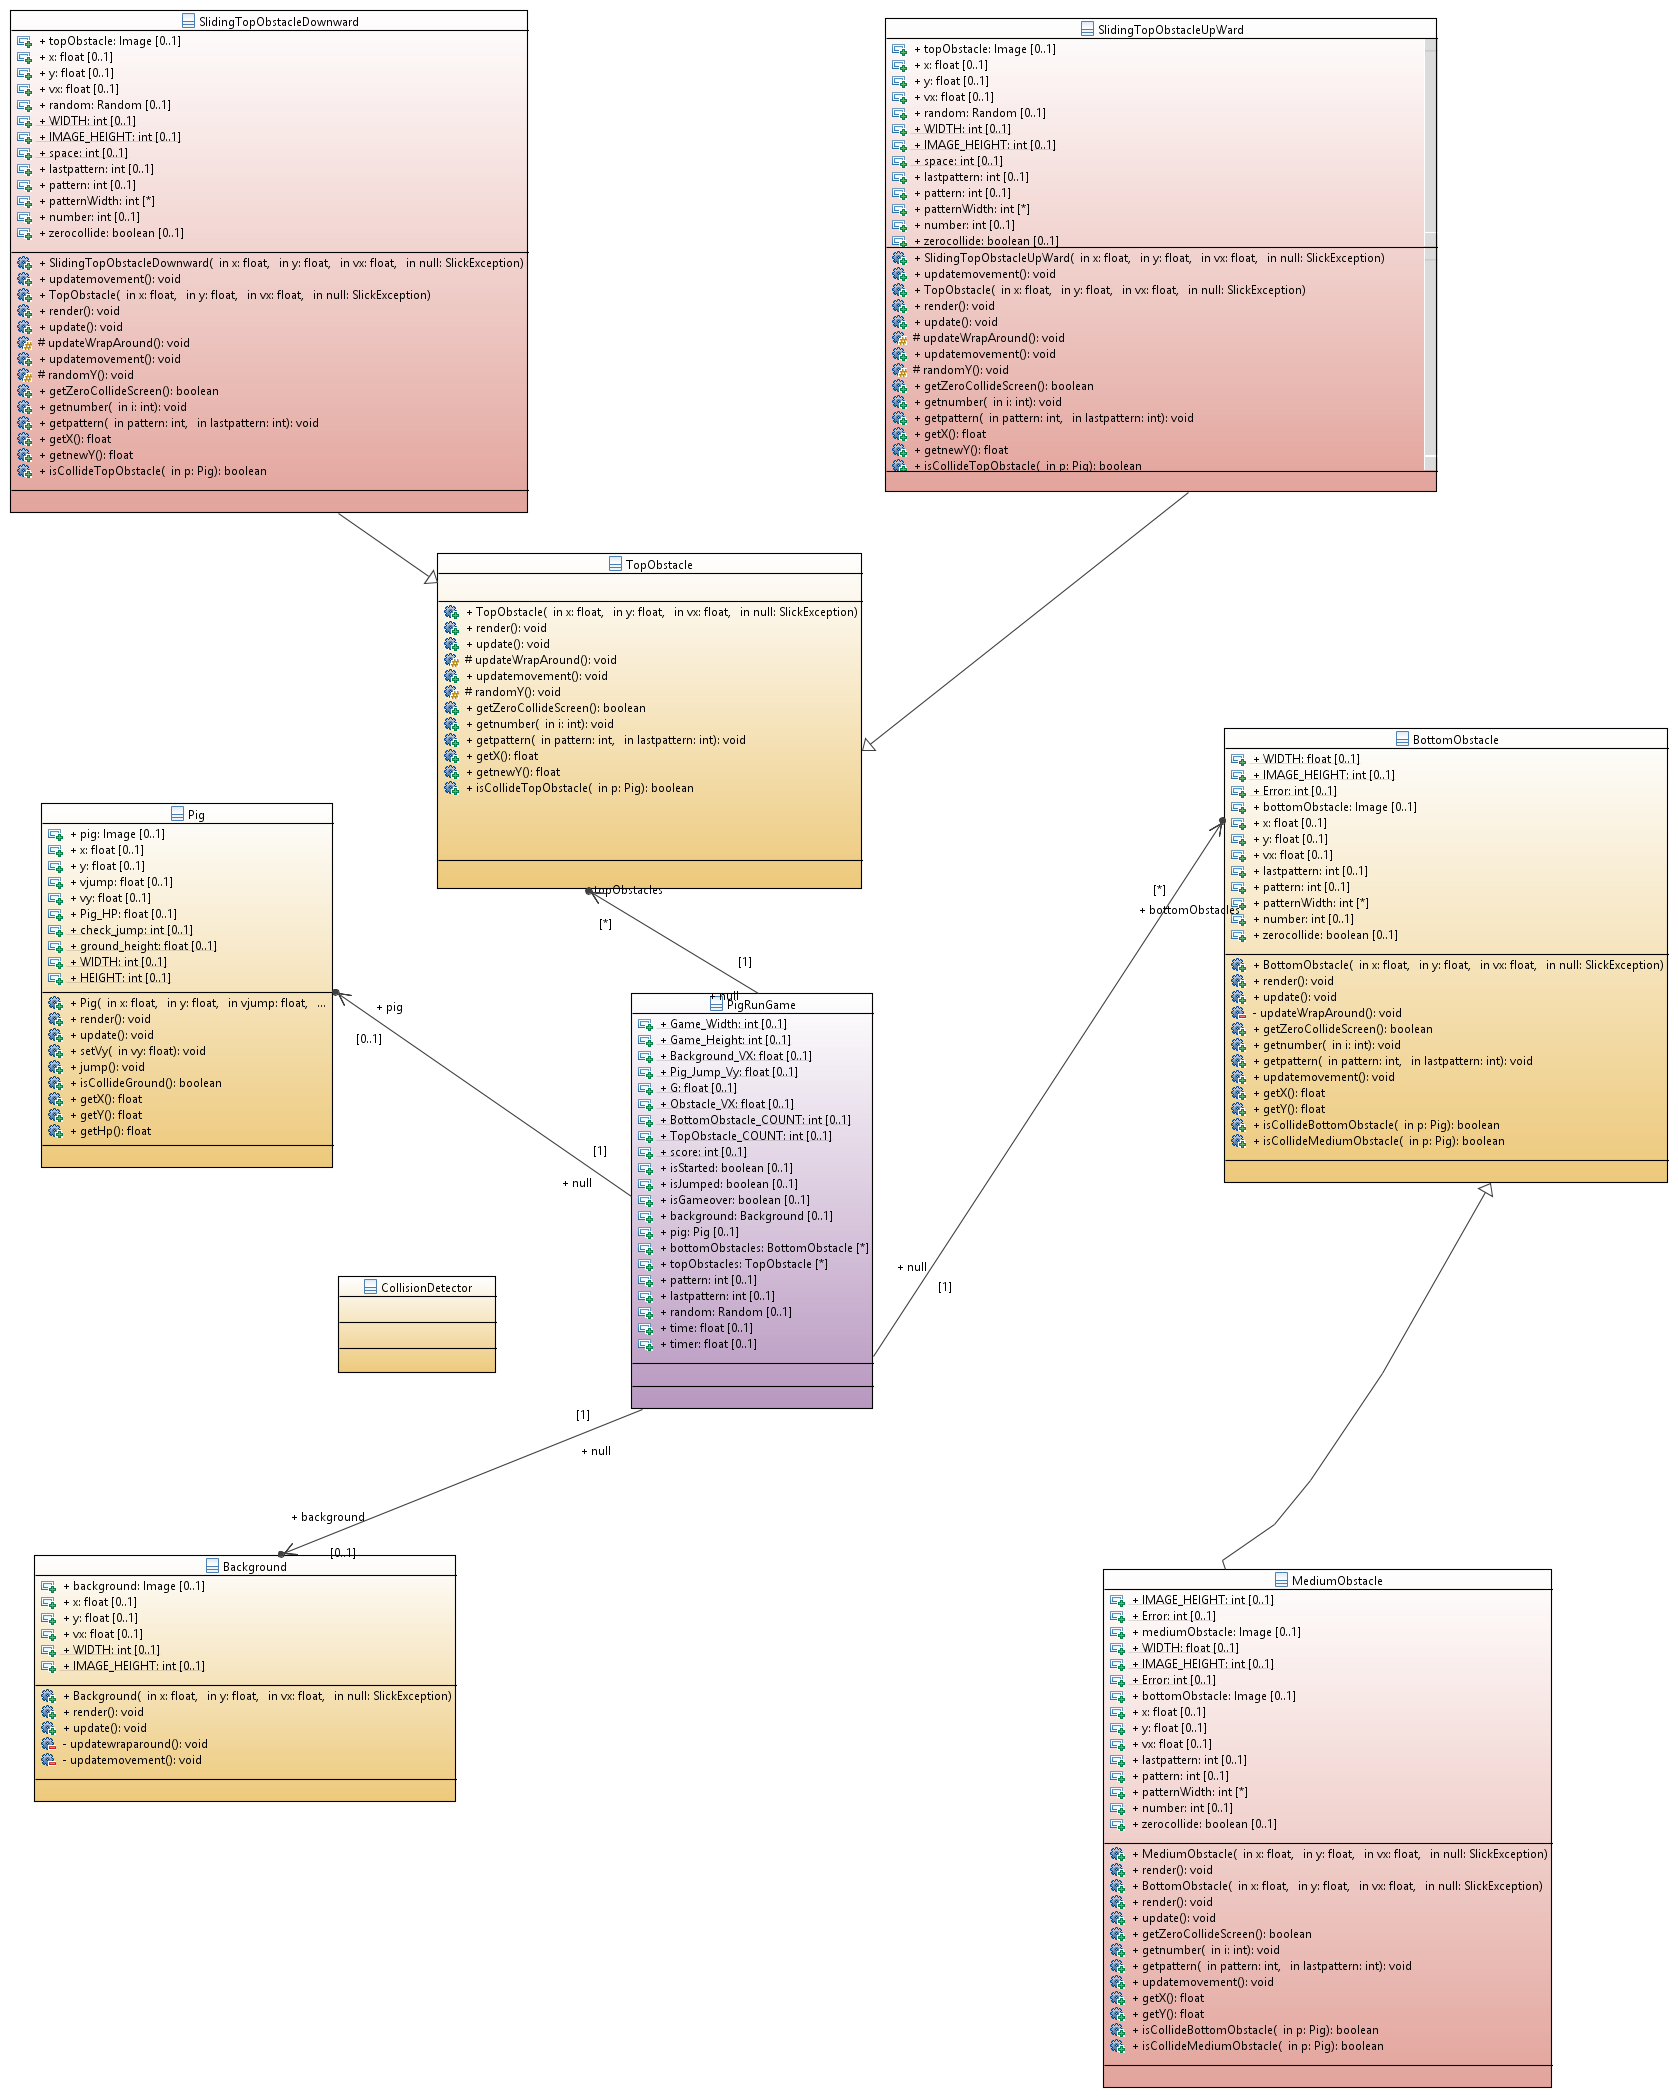 SlidingTopObstacleDownward
+ topObstacle: Image [0..1]
+ x: float [0..1]
+ y: float [0..1]
+ vx: float [0..1]
+ random: Random [0..1]
+ WIDTH: int [0..1]
+ IMAGE_HEIGHT: int [0..1]
+ space: int [0..1]
+ lastpattern: int [0..1]
+ pattern: int [0..1]
+ patternWidth: int [*]
+ number: int [0..1]
+ zerocollide: boolean [0..1]
+ SlidingTopObstacleDownward( in x: float, in y: float, in vx: float, in null: SlickException)
+ updatemovement(): void
+ TopObstacle( in x: float, in y: float, in vx: float, in null: SlickException)
+ render(): void
+ update(): void
# updateWrapAround(): void
+ updatemovement(): void
# randomY(): void
+ getZeroCollideScreen(): boolean
+ getnumber( in i: int): void
+ getpattern( in pattern: int, in lastpattern: int): void
+ getX(): float
+ getnewY(): float
+ isCollideTopObstacle( in p: Pig): boolean
SlidingTopObstacleUpWard
+ topObstacle: Image [0..1]
+ x: float [0..1]
+ y: float [0..1]
+ vx: float [0..1]
+ random: Random [0..1]
+ WIDTH: int [0..1]
+ IMAGE_HEIGHT: int [0..1]
+ space: int [0..1]
+ lastpattern: int [0..1]
+ pattern: int [0..1]
+ patternWidth: int [*]
+ number: int [0..1]
+ zerocollide: boolean [0..1]
+ SlidingTopObstacleUpWard( in x: float, in y: float, in vx: float, in null: SlickException)
+ updatemovement(): void
+ TopObstacle( in x: float, in y: float, in vx: float, in null: SlickException)
+ render(): void
+ update(): void
# updateWrapAround(): void
+ updatemovement(): void
# randomY(): void
+ getZeroCollideScreen(): boolean
+ getnumber( in i: int): void
+ getpattern( in pattern: int, in lastpattern: int): void
+ getX(): float
+ getnewY(): float
+ isCollideTopObstacle( in p: Pig): boolean
TopObstacle
+ TopObstacle( in x: float, in y: float, in vx: float, in null: SlickException)
+ render(): void
+ update(): void
# updateWrapAround(): void
+ updatemovement(): void
# randomY(): void
+ getZeroCollideScreen(): boolean
+ getnumber( in i: int): void
+ getpattern( in pattern: int, in lastpattern: int): void
+ getX(): float
+ getnewY(): float
+ isCollideTopObstacle( in p: Pig): boolean
topObstacles
[*]
[1]
+ null
BottomObstacle
+ WIDTH: float [0..1]
+ IMAGE_HEIGHT: int [0..1]
+ Error: int [0..1]
+ bottomObstacle: Image [0..1]
+ x: float [0..1]
+ y: float [0..1]
+ vx: float [0..1]
+ lastpattern: int [0..1]
+ pattern: int [0..1]
+ patternWidth: int [*]
+ number: int [0..1]
+ zerocollide: boolean [0..1]
+ BottomObstacle( in x: float, in y: float, in vx: float, in null: SlickException)
+ render(): void
+ update(): void
- updateWrapAround(): void
+ getZeroCollideScreen(): boolean
+ getnumber( in i: int): void
+ getpattern( in pattern: int, in lastpattern: int): void
+ updatemovement(): void
+ getX(): float
+ getY(): float
+ isCollideBottomObstacle( in p: Pig): boolean
+ isCollideMediumObstacle( in p: Pig): boolean
[*]
+ bottomObstacles
+ null
[1]
Pig
+ pig: Image [0..1]
+ x: float [0..1]
+ y: float [0..1]
+ vjump: float [0..1]
+ vy: float [0..1]
+ Pig_HP: float [0..1]
+ check_jump: int [0..1]
+ ground_height: float [0..1]
+ WIDTH: int [0..1]
+ HEIGHT: int [0..1]
+ Pig( in x: float, in y: float, in vjump: float, ...
+ render(): void
+ update(): void
+ setVy( in vy: float): void
+ jump(): void
+ isCollideGround(): boolean
+ getX(): float
+ getY(): float
+ getHp(): float
+ pig
[0..1]
[1]
+ null
PigRunGame
+ Game_Width: int [0..1]
+ Game_Height: int [0..1]
+ Background_VX: float [0..1]
+ Pig_Jump_Vy: float [0..1]
+ G: float [0..1]
+ Obstacle_VX: float [0..1]
+ BottomObstacle_COUNT: int [0..1]
+ TopObstacle_COUNT: int [0..1]
+ score: int [0..1]
+ isStarted: boolean [0..1]
+ isJumped: boolean [0..1]
+ isGameover: boolean [0..1]
+ background: Background [0..1]
+ pig: Pig [0..1]
+ bottomObstacles: BottomObstacle [*]
+ topObstacles: TopObstacle [*]
+ pattern: int [0..1]
+ lastpattern: int [0..1]
+ random: Random [0..1]
+ time: float [0..1]
+ timer: float [0..1]
CollisionDetector
[1]
+ null
+ background
[0..1]
Background
+ background: Image [0..1]
+ x: float [0..1]
+ y: float [0..1]
+ vx: float [0..1]
+ WIDTH: int [0..1]
+ IMAGE_HEIGHT: int [0..1]
+ Background( in x: float, in y: float, in vx: float, in null: SlickException)
+ render(): void
+ update(): void
- updatewraparound(): void
- updatemovement(): void
MediumObstacle
+ IMAGE_HEIGHT: int [0..1]
+ Error: int [0..1]
+ mediumObstacle: Image [0..1]
+ WIDTH: float [0..1]
+ IMAGE_HEIGHT: int [0..1]
+ Error: int [0..1]
+ bottomObstacle: Image [0..1]
+ x: float [0..1]
+ y: float [0..1]
+ vx: float [0..1]
+ lastpattern: int [0..1]
+ pattern: int [0..1]
+ patternWidth: int [*]
+ number: int [0..1]
+ zerocollide: boolean [0..1]
+ MediumObstacle( in x: float, in y: float, in vx: float, in null: SlickException)
+ render(): void
+ BottomObstacle( in x: float, in y: float, in vx: float, in null: SlickException)
+ render(): void
+ update(): void
+ getZeroCollideScreen(): boolean
+ getnumber( in i: int): void
+ getpattern( in pattern: int, in lastpattern: int): void
+ updatemovement(): void
+ getX(): float
+ getY(): float
+ isCollideBottomObstacle( in p: Pig): boolean
+ isCollideMediumObstacle( in p: Pig): boolean